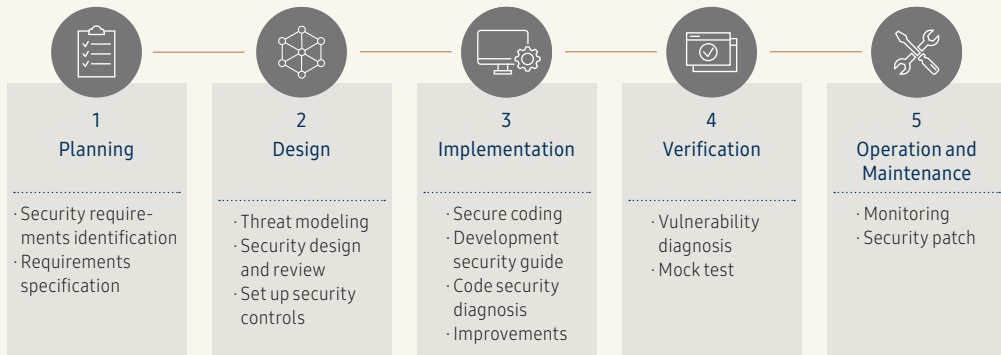 1
Planning
· Security require-
ments identification
· Requirements
specification
2
Design
· Threat modeling
· Security design
and review
· Set up security
controls
3
Implementation
· Secure coding
· Development
security guide
· Code security
diagnosis
· Improvements
4
Verification
· Vulnerability
diagnosis
· Mock test
5
Operation and
Maintenance
· Monitoring
· Security patch